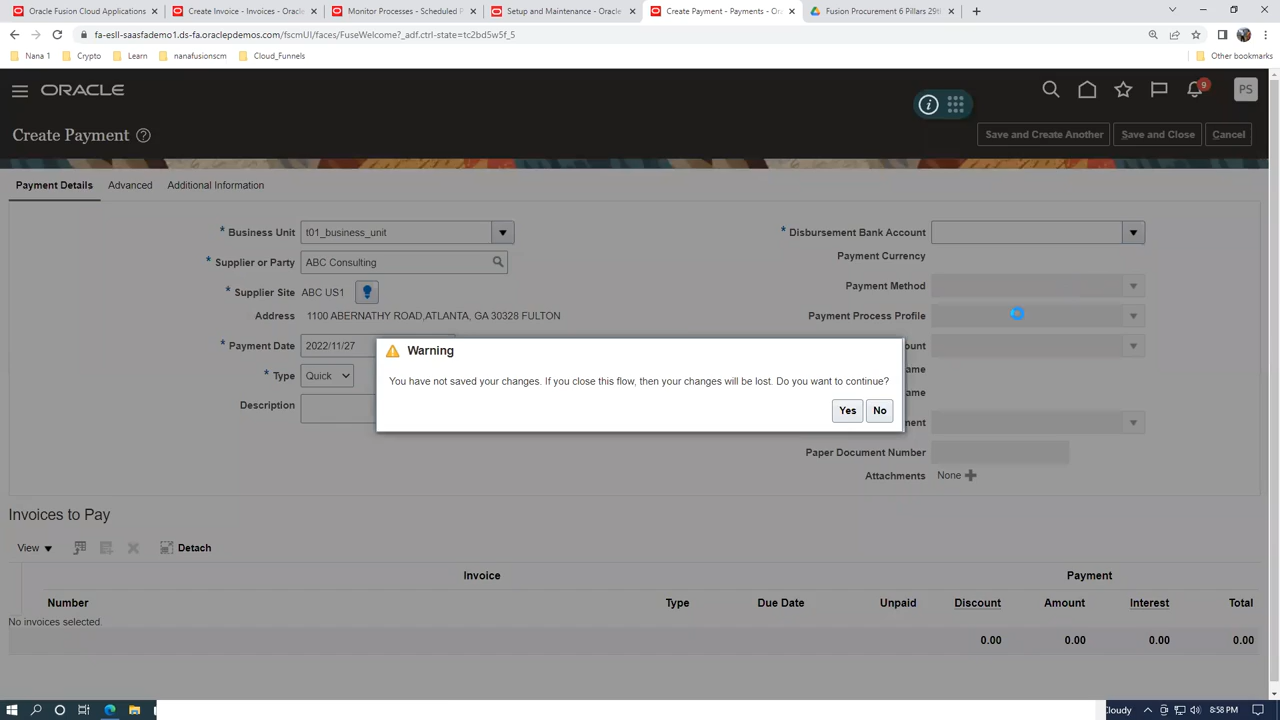 Oracle Fusion Cloud Applications
Create Invoice - Invoices - Oracle
Monitor Processes - Scheduled P
Setup and Maintenance - Oracle
Create Payment - Payments - Ora
Fusion Procurement 6 Pillars 29th
fa-esll-saasfademo1.ds-fa.oraclepdemos.com/fscmUI/faces/FuseWelcome?_adf.ctrl-state=tc2bd5w5f_5
Nana 1
Crypto
Learn
nanafusionscm
Cloud_Funnels
Other bookmarks
ORACLE
9
PS
Create Payment
Save and Create Another
Save and Close
Cancel
Payment Details
Advanced
Additional Information
* Business Unit t01_business_unit
* Supplier or Party ABC Consulting
* Supplier Site ABC US1
Address 1100 ABERNATHY ROAD,ATLANTA, GA 30328 FULTON
* Payment Date 2022/11/27
* Type Quick
Description
* Disbursement Bank Account
Payment Currency
Payment Method
Payment Process Profile
ount
ame
ame
nent
Paper Document Number
Attachments None
Warning
You have not saved your changes. If you close this flow, then your changes will be lost. Do you want to continue?
Yes
No
Invoices to Pay
View
Detach
Invoice
Payment
Number
Type
Due Date
Unpaid
Discount
Amount
Interest
Total
No invoices selected.
0.00
0.00
0.00
0.00
Cloudy
8:58 PM